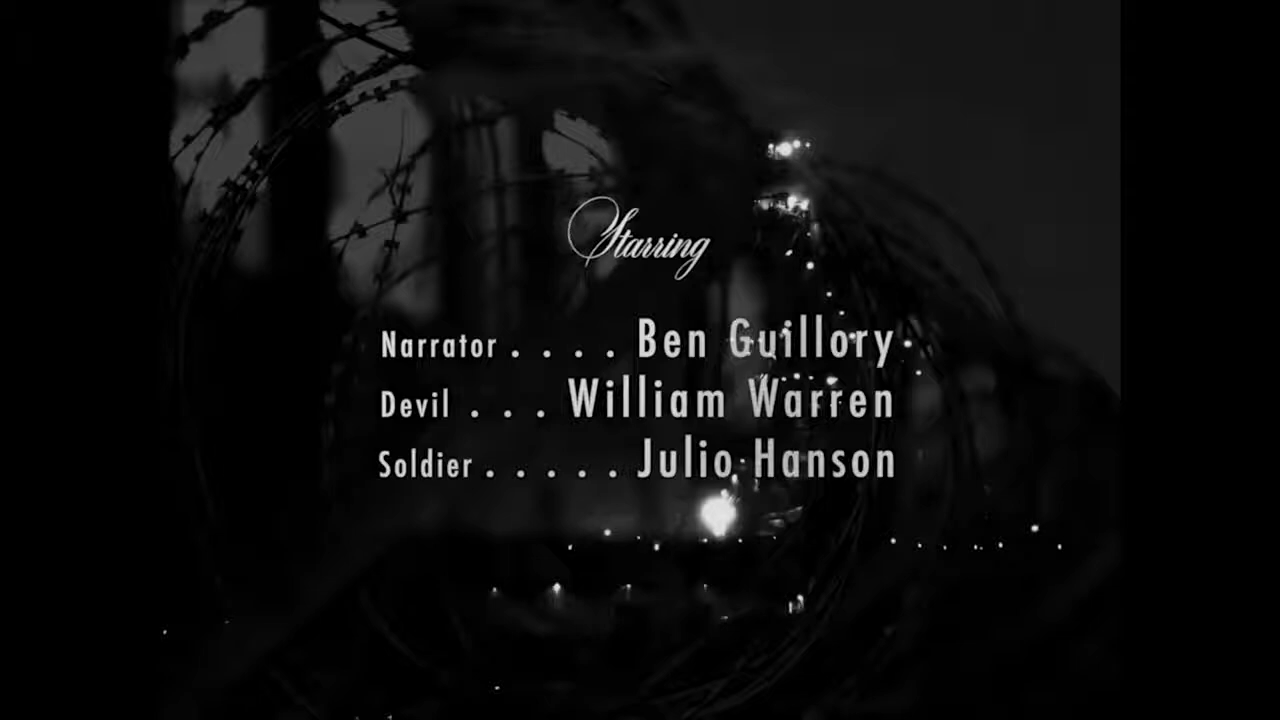 Starring
Narrator . . . . Ben Guillory
Devil . . . William Warren
Soldier . . . . . Julio Hanson